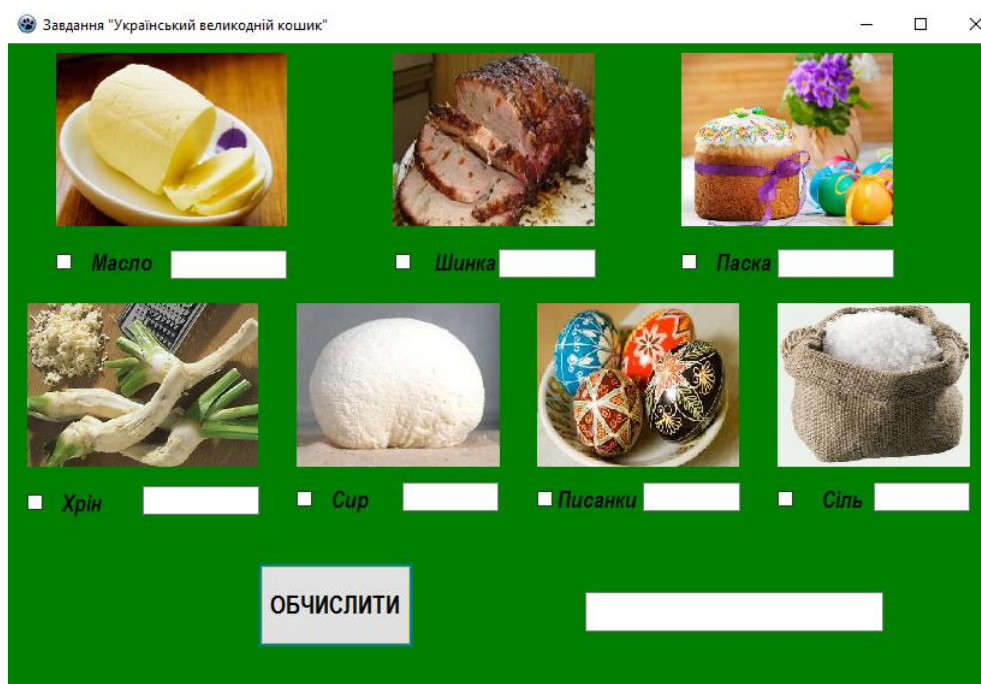 Завдання "Український великодній кошик"
Масло
Шинка
Паска
Хрін
Сир
Писанки
Сіль
ОБЧИСЛИТИ